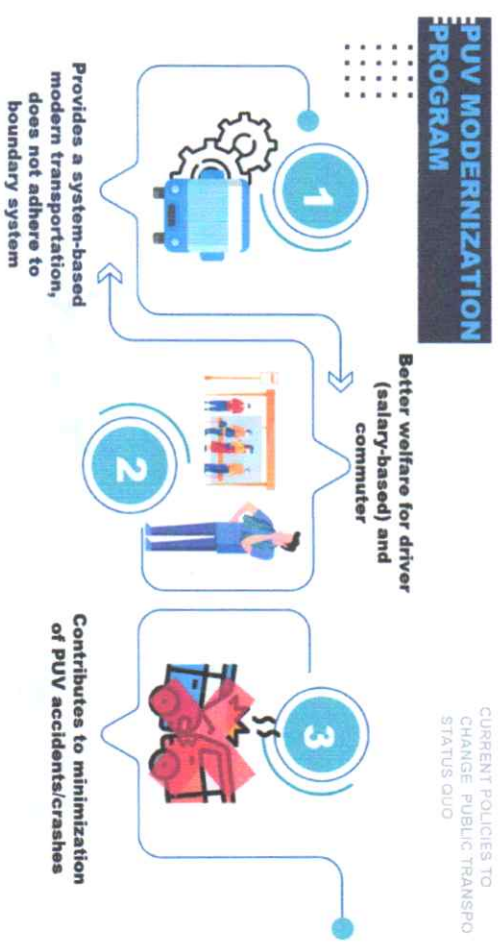 PUV MODERNIZATION
PROGRAM
CURRENT POLICIES TO
CHANGE PUBLIC TRANSPO
STATUS QUO
1
Provides a system-based
modern transportation,
does not adhere to
boundary system
Better welfare for driver
(salary-based) and
commuter
2
3
Contributes to minimization
of PUV accidents/crashes